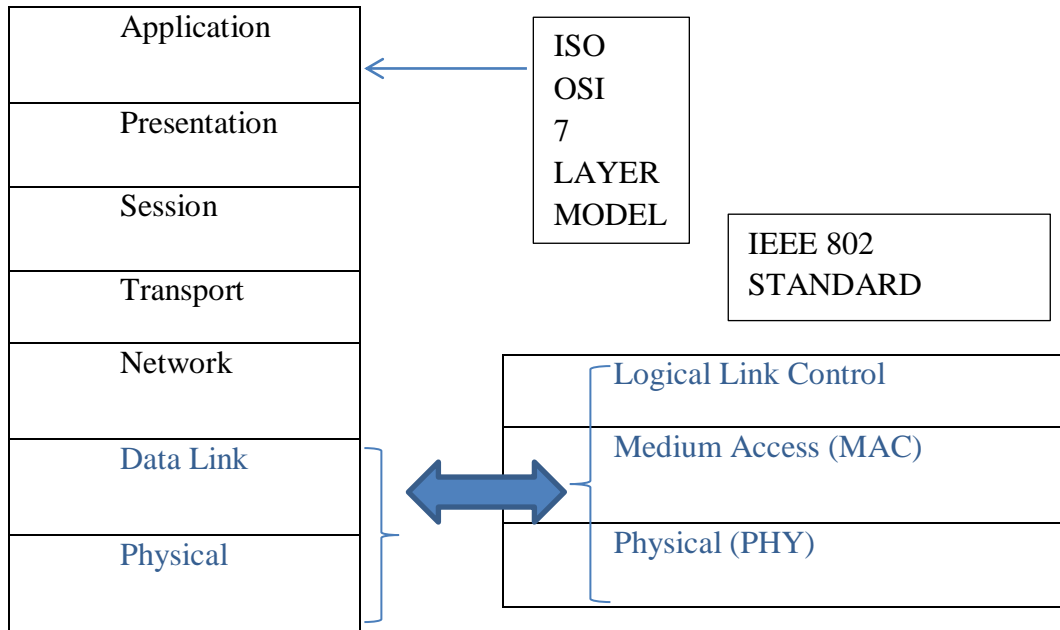 Application
Presentation
Session
Transport
Network
Data Link
Physical
ISO
OSI
7
LAYER
MODEL
IEEE 802
STANDARD
Logical Link Control
Medium Access (MAC)
Physical (PHY)